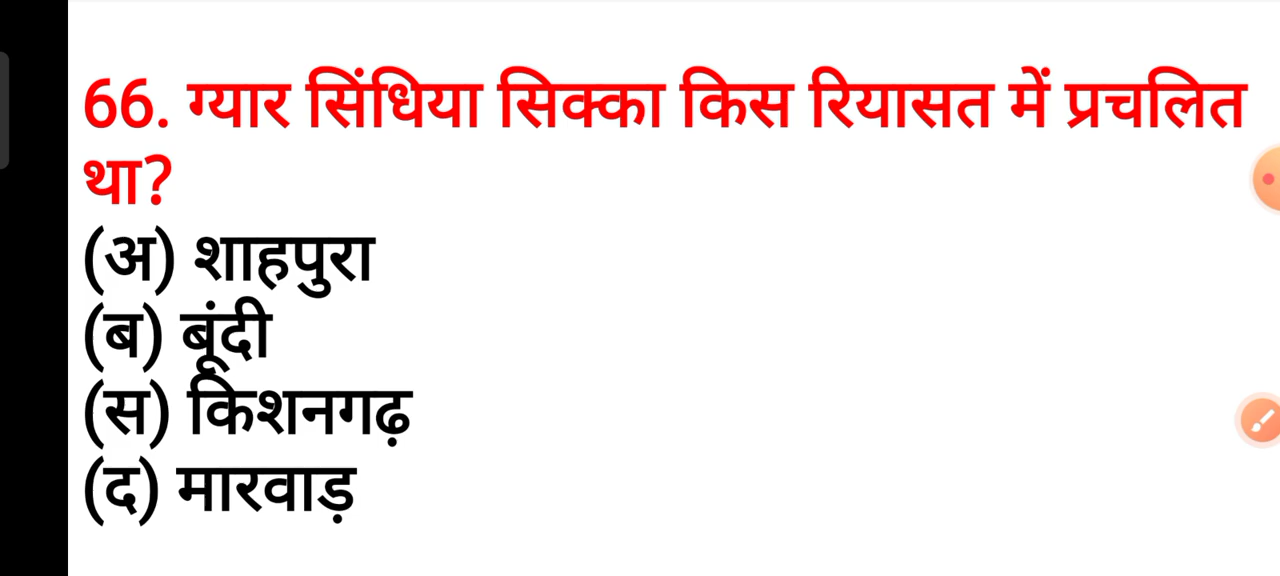 66. ग्यार सिंधिया सिक्का किस रियासत में प्रचलित
था?
(अ) शाहपुरा
(ब) बूंदी
(स) किशनगढ़
(द) मारवाड़